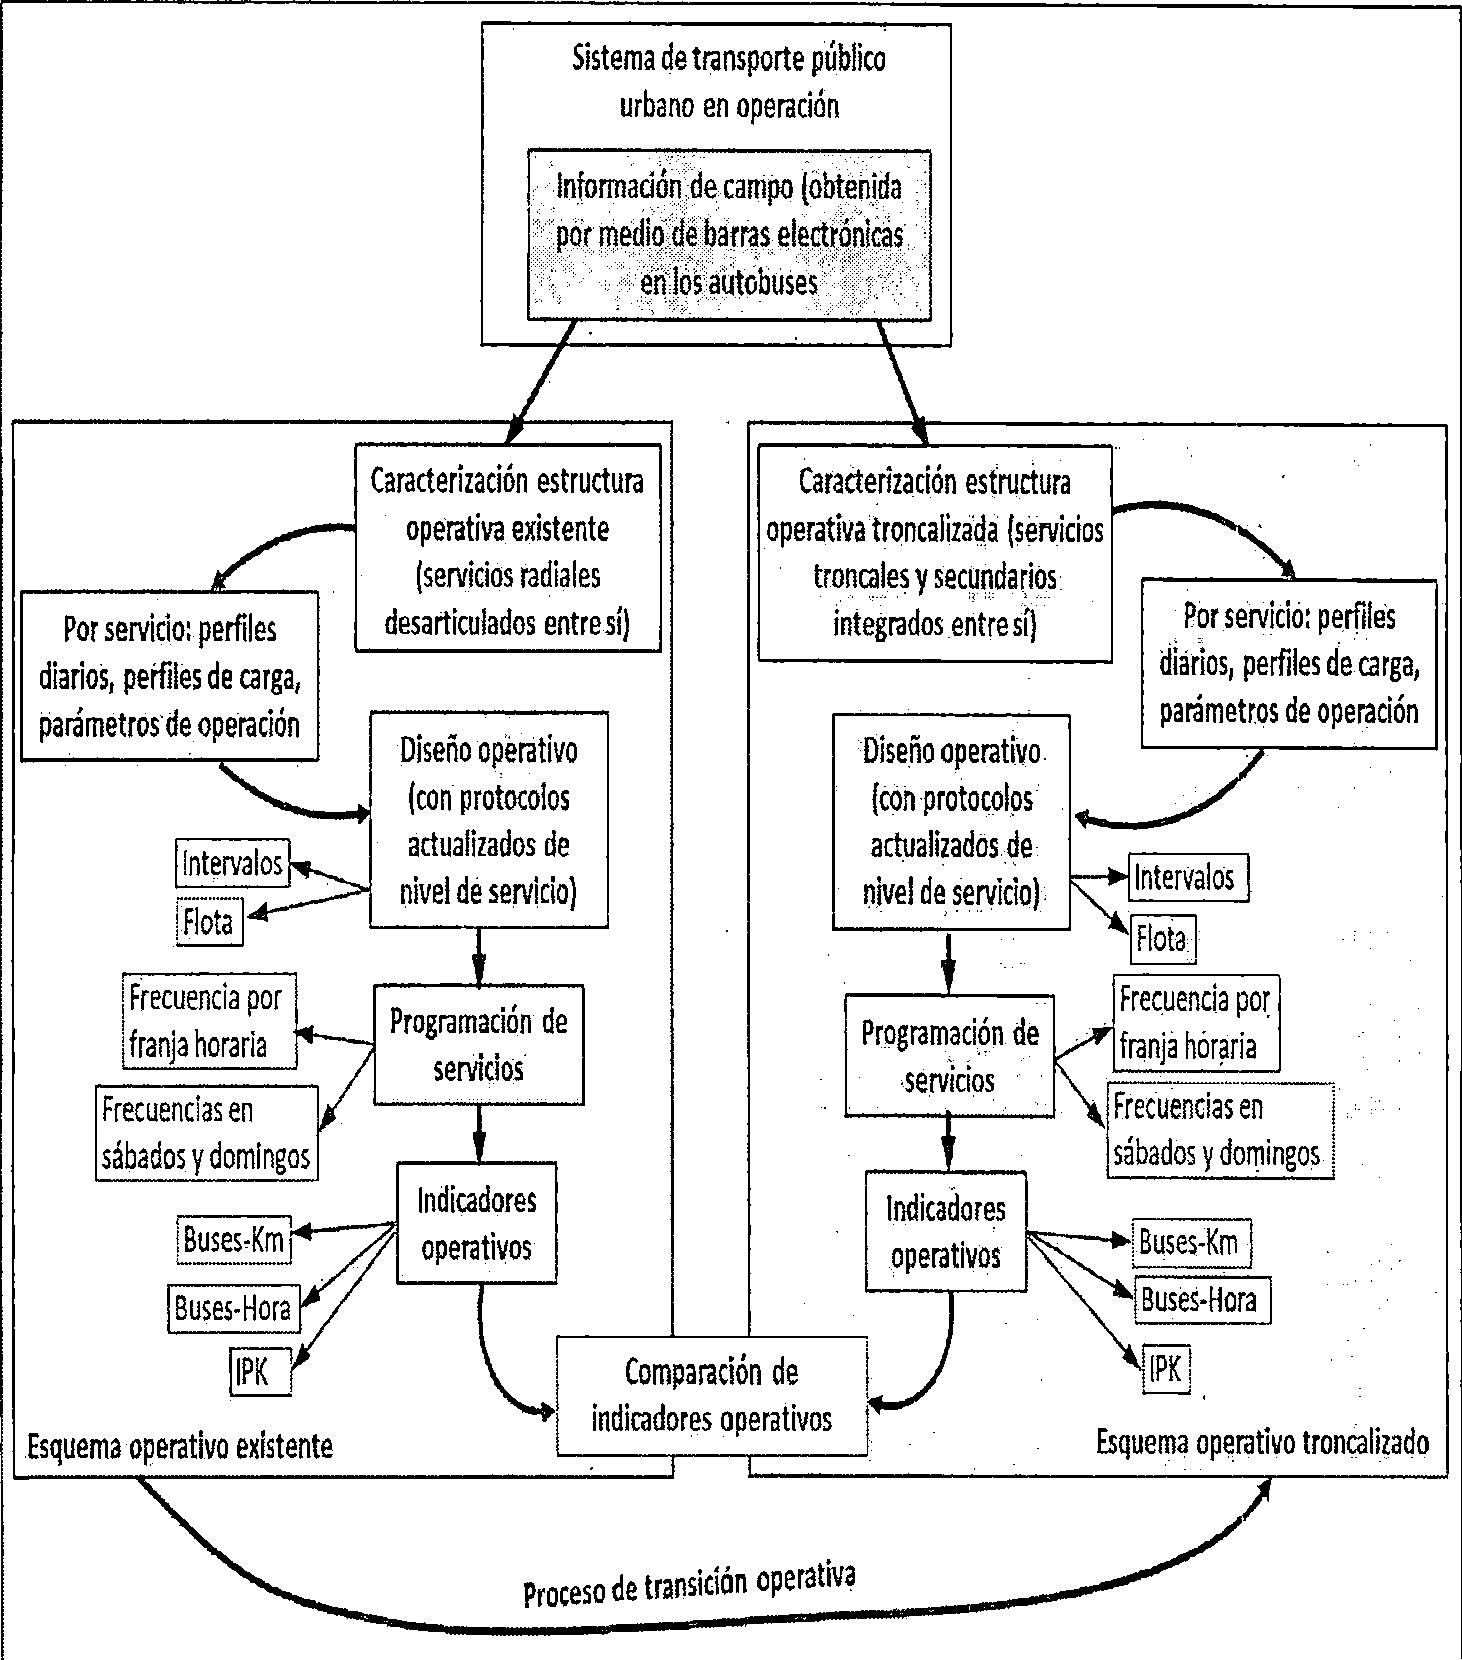 Sistema de transporte público
urbano en operación
Información de campo (obtenida
por medio de barras electrónicas
en los autobuses
Caracterización estructura
operativa existente
(servicios radiales
desarticulados entre sí)
Por servicio: perfiles
diarios, perfiles de carga,
parámetros de operación
Diseño operativo
(con protocolos
actualizados de
nivel de servicio)
Intervalos
Flota
Programación de
servicios
Frecuencia por
franja horaria
Frecuencias en
sábados y domingos
Indicadores
operativos
Buses-Km
Buses-Hora
IPK
Esquema operativo existente
Caracterización estructura
operativa troncalizada (servicios
troncales y secundarios
integrados entre sí)
Por servicio: perfiles
diarios, perfiles de carga,
parámetros de operación
Diseño operativo
(con protocolos
actualizados de
nivel de servicio)
Intervalos
Flota
Programación de
servicios
Frecuencia por
franja horaria
Frecuencias en
sábados y domingos
Indicadores
operativos
Buses-Km
Buses-Hora
IPK
Comparación de
indicadores operativos
Esquema operativo troncalizado
Proceso de transición operativa